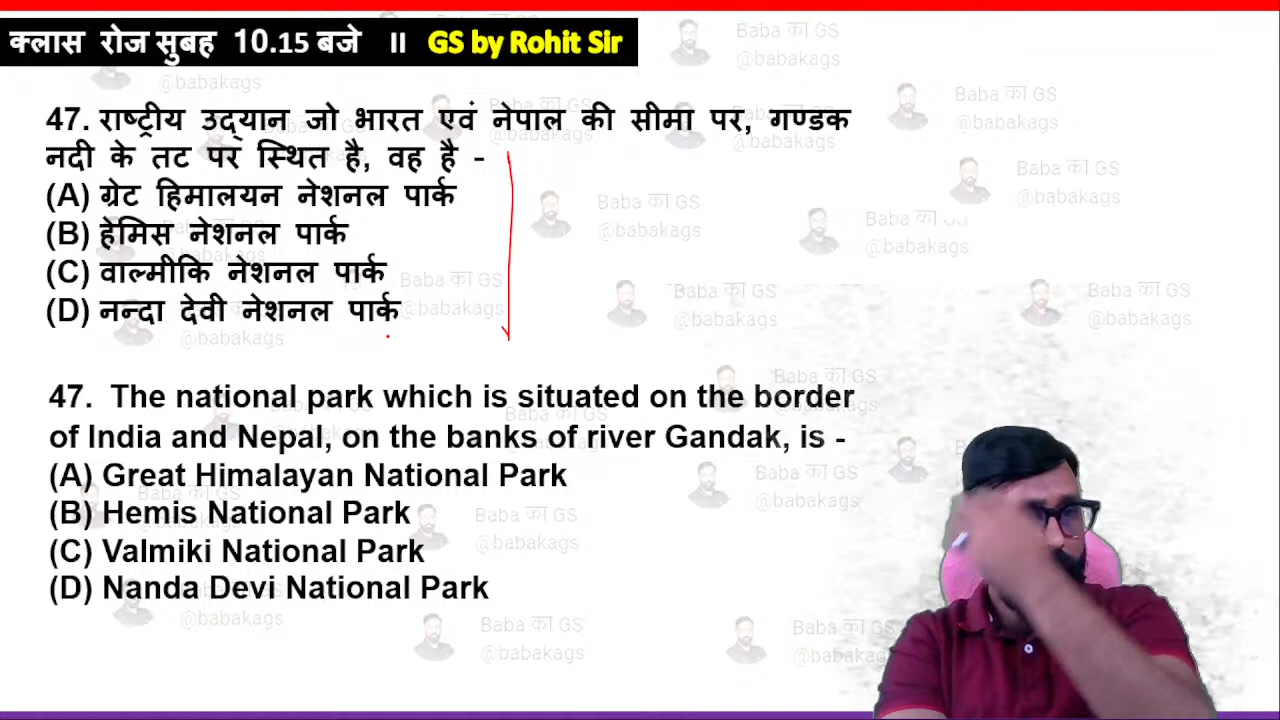 क्लास रोज सुबह 10.15 बजे || GS by Rohit Sir
47. राष्ट्रीय उद्यान जो भारत एवं नेपाल की सीमा पर, गण्डक
नदी के तट पर स्थित है, वह है -
(A) ग्रेट हिमालयन नेशनल पार्क
(B) हेमिस नेशनल पार्क
(C) वाल्मीकि नेशनल पार्क
(D) नन्दा देवी नेशनल पार्क
47. The national park which is situated on the border
of India and Nepal, on the banks of river Gandak, is -
(A) Great Himalayan National Park
(B) Hemis National Park
(C) Valmiki National Park
(D) Nanda Devi National Park
Baba का GS
@babakags